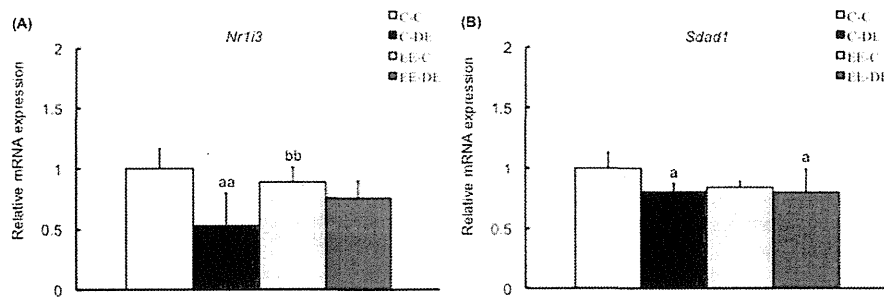 (A)
Nr1i3
C-C
C-DE
EE-C
EE-DE
Relative mRNA expression
2
1.5
1
0.5
0
aa
bb
(B)
Sdad1
C-C
C-DE
EE-C
EE-DE
Relative mRNA expression
2
1.5
1
0.5
0
a
a